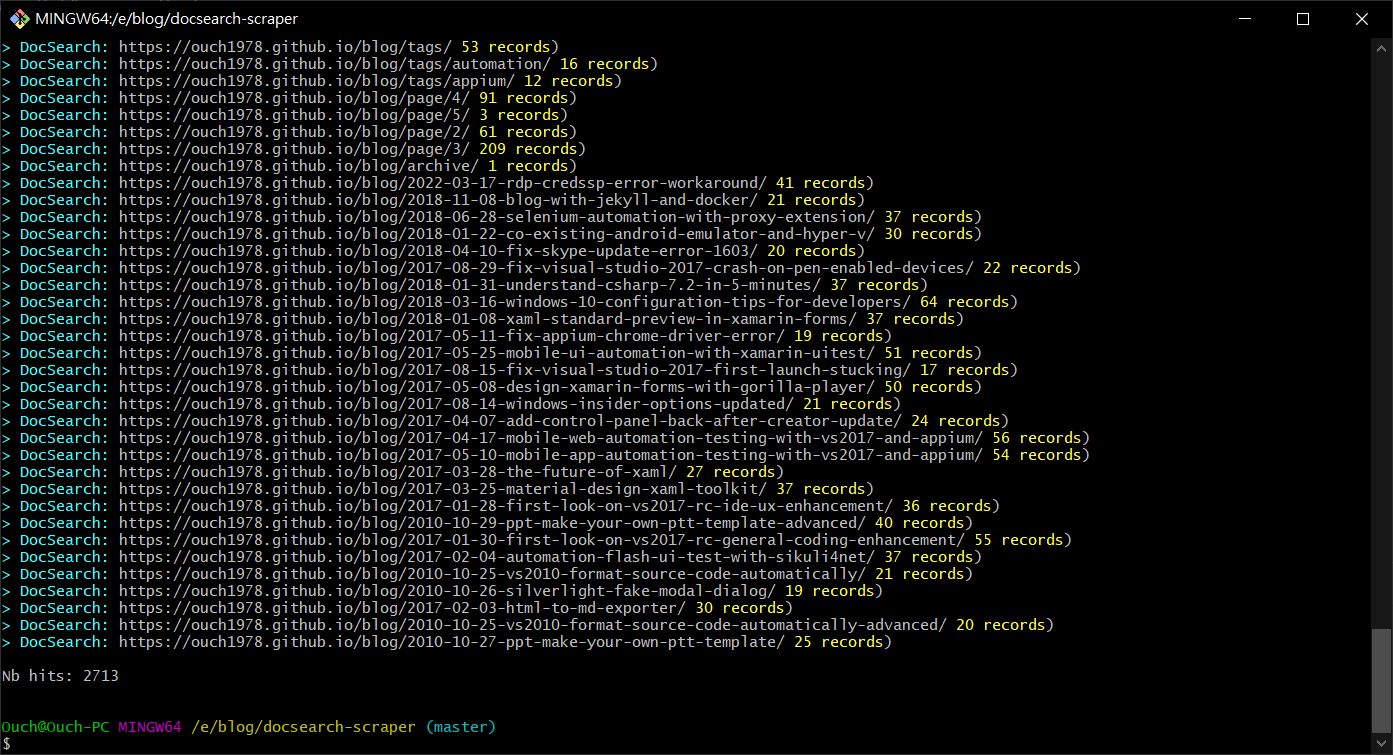 MINGW64:/e/blog/docsearch-scraper
> DocSearch: https://ouch1978.github.io/blog/tags/ 53 records)
> DocSearch: https://ouch1978.github.io/blog/tags/automation/ 16 records)
> DocSearch: https://ouch1978.github.io/blog/tags/appium/ 12 records)
> DocSearch: https://ouch1978.github.io/blog/page/4/ 91 records)
> DocSearch: https://ouch1978.github.io/blog/page/5/ 3 records)
> DocSearch: https://ouch1978.github.io/blog/page/2/ 61 records)
> DocSearch: https://ouch1978.github.io/blog/page/3/ 209 records)
> DocSearch: https://ouch1978.github.io/blog/archive/ 1 records)
> DocSearch: https://ouch1978.github.io/blog/2022-03-17-rdp-credssp-error-workaround/ 41 records)
> DocSearch: https://ouch1978.github.io/blog/2018-11-08-blog-with-jekyll-and-docker/ 21 records)
> DocSearch: https://ouch1978.github.io/blog/2018-06-28-selenium-automation-with-proxy-extension/ 37 records)
> DocSearch: https://ouch1978.github.io/blog/2018-01-22-co-existing-android-emulator-and-hyper-v/ 30 records)
> DocSearch: https://ouch1978.github.io/blog/2018-04-10-fix-skype-update-error-1603/ 20 records)
> DocSearch: https://ouch1978.github.io/blog/2017-08-29-fix-visual-studio-2017-crash-on-pen-enabled-devices/ 22 records)
> DocSearch: https://ouch1978.github.io/blog/2018-01-31-understand-csharp-7.2-in-5-minutes/ 37 records)
> DocSearch: https://ouch1978.github.io/blog/2018-03-16-windows-10-configuration-tips-for-developers/ 64 records)
> DocSearch: https://ouch1978.github.io/blog/2018-01-08-xaml-standard-preview-in-xamarin-forms/ 37 records)
> DocSearch: https://ouch1978.github.io/blog/2017-05-11-fix-appium-chrome-driver-error/ 19 records)
> DocSearch: https://ouch1978.github.io/blog/2017-05-25-mobile-ui-automation-with-xamarin-uitest/ 51 records)
> DocSearch: https://ouch1978.github.io/blog/2017-08-15-fix-visual-studio-2017-first-launch-stucking/ 17 records)
> DocSearch: https://ouch1978.github.io/blog/2017-05-08-design-xamarin-forms-with-gorilla-player/ 50 records)
> DocSearch: https://ouch1978.github.io/blog/2017-08-14-windows-insider-options-updated/ 21 records)
> DocSearch: https://ouch1978.github.io/blog/2017-04-07-add-control-panel-back-after-creator-update/ 24 records)
> DocSearch: https://ouch1978.github.io/blog/2017-04-17-mobile-web-automation-testing-with-vs2017-and-appium/ 56 records)
> DocSearch: https://ouch1978.github.io/blog/2017-05-10-mobile-app-automation-testing-with-vs2017-and-appium/ 54 records)
> DocSearch: https://ouch1978.github.io/blog/2017-03-28-the-future-of-xaml/ 27 records)
> DocSearch: https://ouch1978.github.io/blog/2017-03-25-material-design-xaml-toolkit/ 37 records)
> DocSearch: https://ouch1978.github.io/blog/2017-01-28-first-look-on-vs2017-rc-ide-ux-enhancement/ 36 records)
> DocSearch: https://ouch1978.github.io/blog/2010-10-29-ppt-make-your-own-ptt-template-advanced/ 40 records)
> DocSearch: https://ouch1978.github.io/blog/2017-01-30-first-look-on-vs2017-rc-general-coding-enhancement/ 55 records)
> DocSearch: https://ouch1978.github.io/blog/2017-02-04-automation-flash-ui-test-with-sikuli4net/ 37 records)
> DocSearch: https://ouch1978.github.io/blog/2010-10-25-vs2010-format-source-code-automatically/ 21 records)
> DocSearch: https://ouch1978.github.io/blog/2010-10-26-silverlight-fake-modal-dialog/ 19 records)
> DocSearch: https://ouch1978.github.io/blog/2017-02-03-html-to-md-exporter/ 30 records)
> DocSearch: https://ouch1978.github.io/blog/2010-10-25-vs2010-format-source-code-automatically-advanced/ 20 records)
> DocSearch: https://ouch1978.github.io/blog/2010-10-27-ppt-make-your-own-ptt-template/ 25 records)
Nb hits: 2713
Ouch@Ouch-PC MINGW64 /e/blog/docsearch-scraper (master)
$